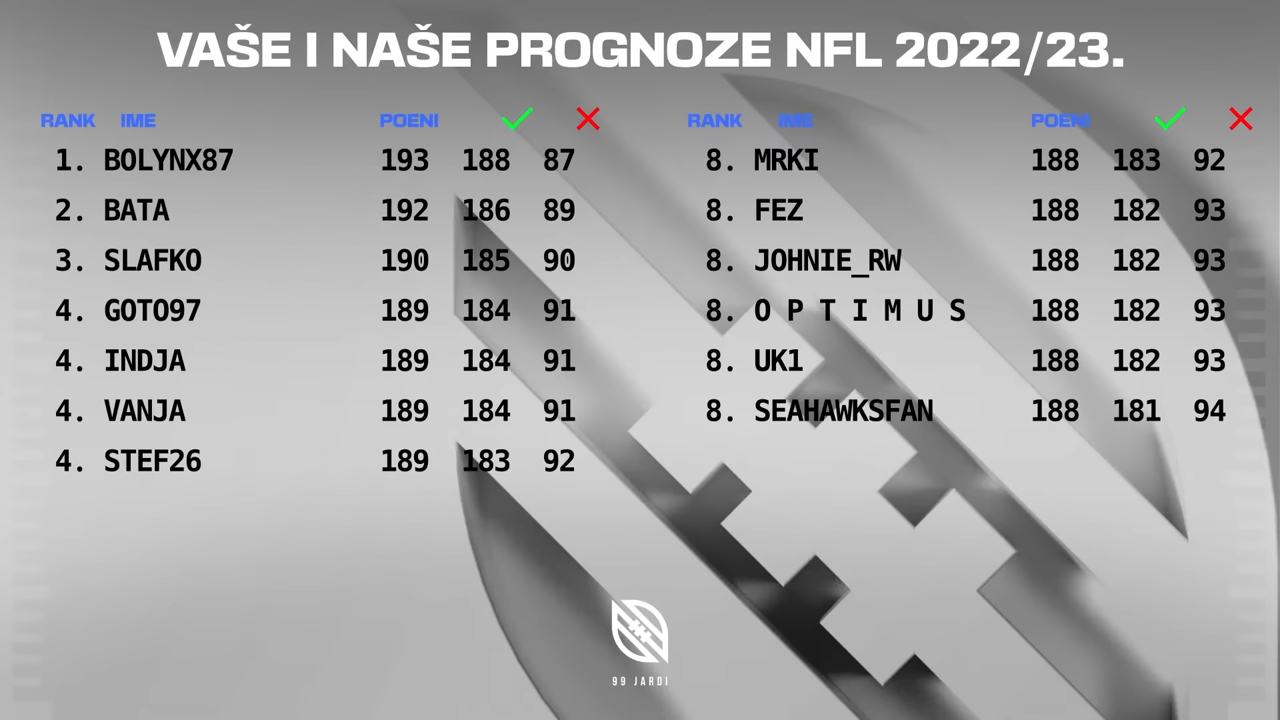 VAŠE I NAŠE PROGNOZE NFL 2022/23.
RANK IME POENI
1. BOLYNX87 193 188 87
2. BATA 192 186 89
3. SLAFKO 190 185 90
4. GOTO97 189 184 91
4. INDJA 189 184 91
4. VANJA 189 184 91
4. STEF26 189 183 92
RANK IME POENI
8. MRKI 188 183 92
8. FEZ 188 182 93
8. JOHNIE_RW 188 182 93
8. O P T I M U S 188 182 93
8. UK1 188 182 93
8. SEAHAWKSFAN 188 181 94
99 JARDI